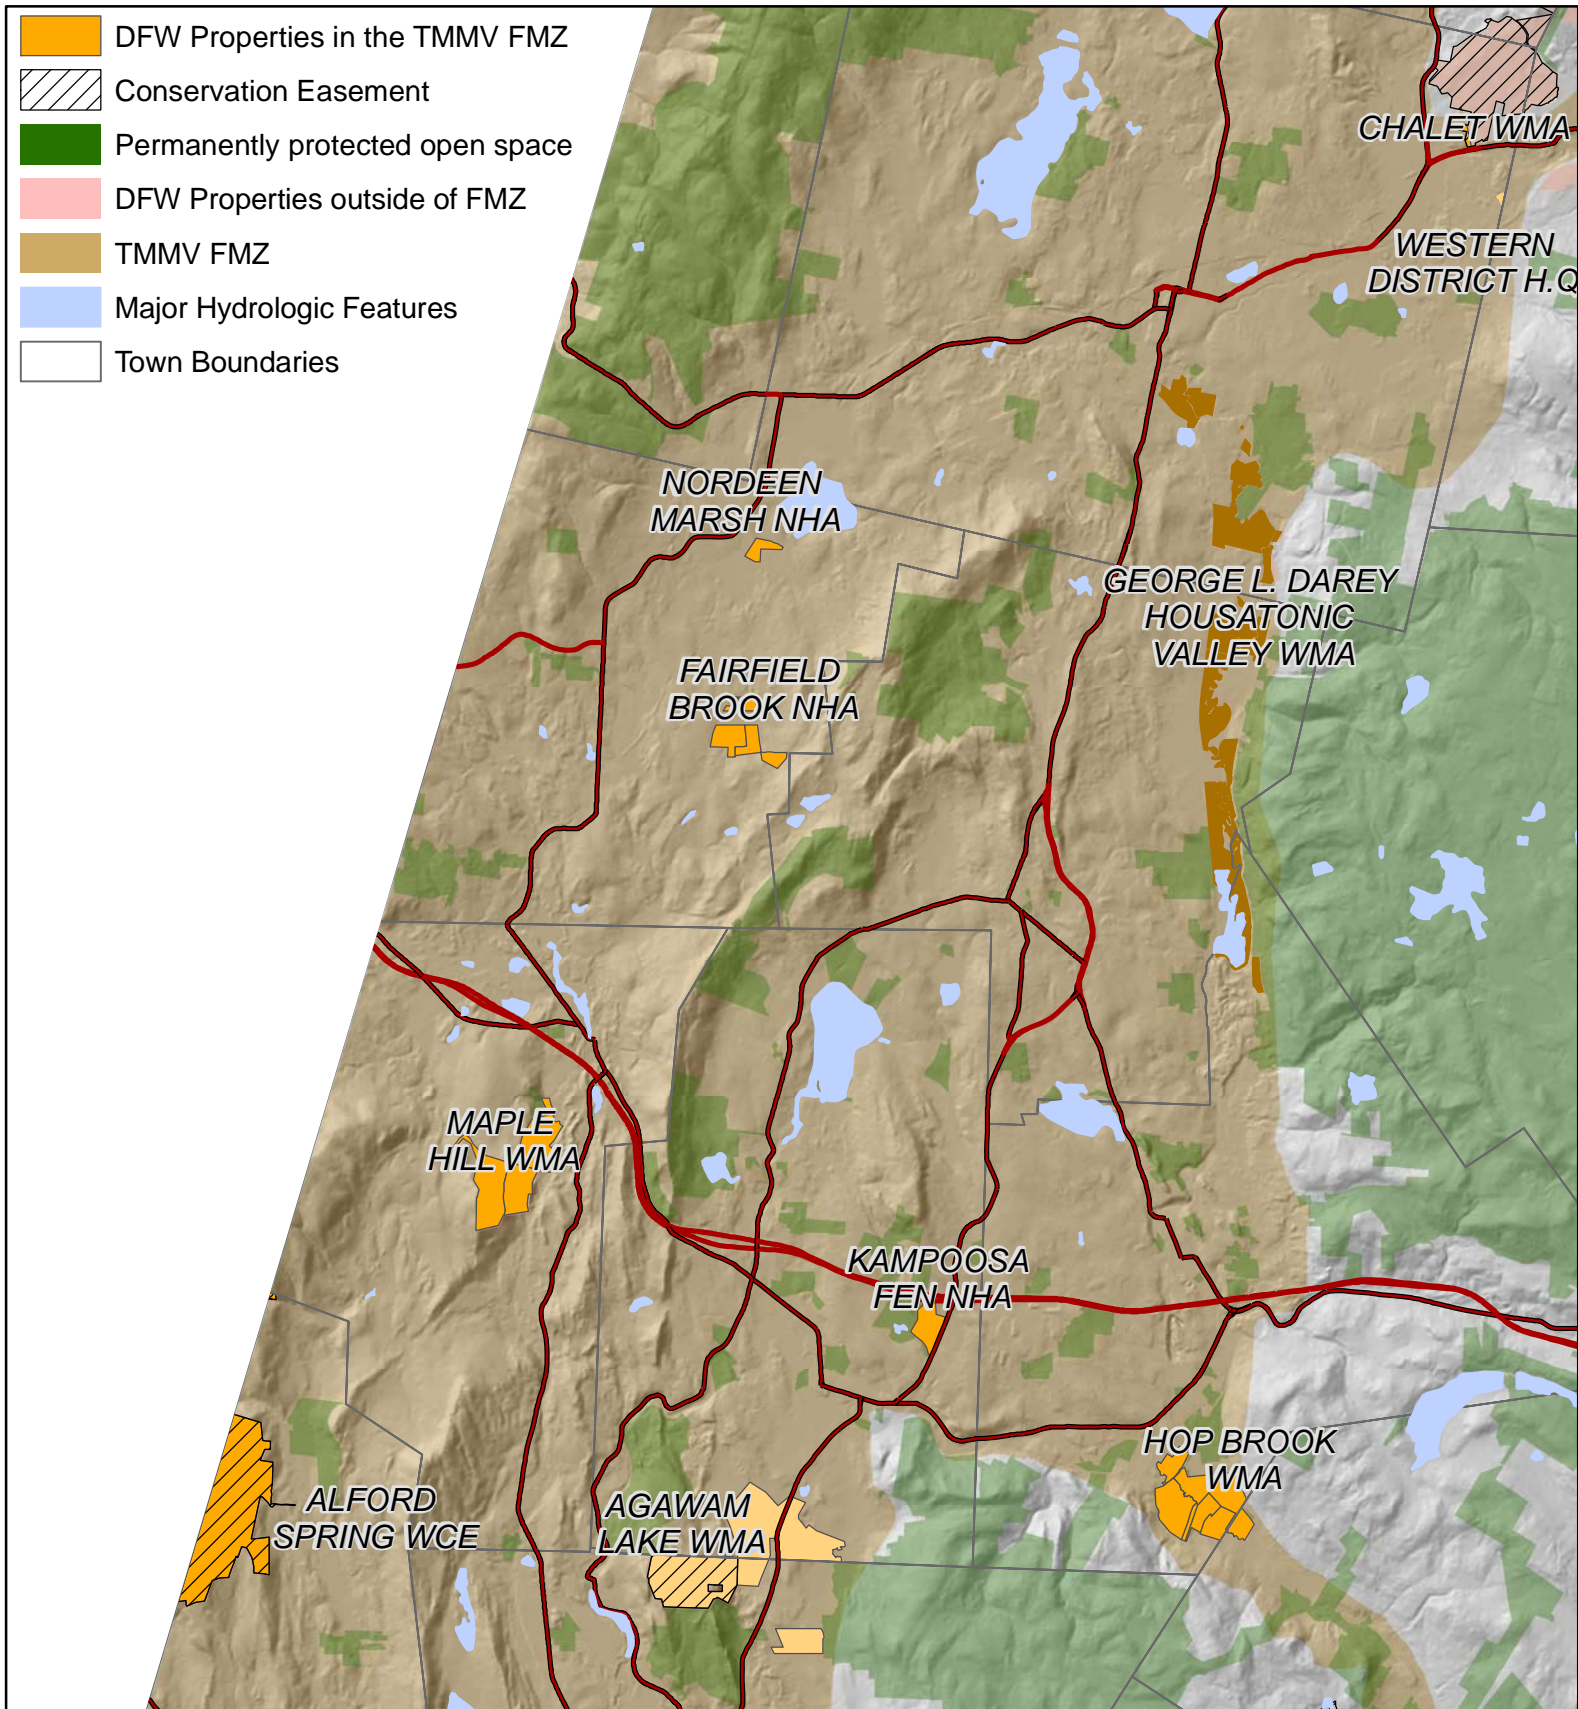 DFW Properties in the TMMV FMZ
Conservation Easement
Permanently protected open space
DFW Properties outside of FMZ
TMMV FMZ
Major Hydrologic Features
Town Boundaries
CHALET WMA
WESTERN
DISTRICT H.Q
NORDEEN
MARSH NHA
GEORGE L. DAREY
HOUSATONIC
VALLEY WMA
FAIRFIELD
BROOK NHA
MAPLE
HILL WMA
KAMPOOSA
FEN NHA
HOP BROOK
WMA
ALFORD
SPRING WCE
AGAWAM
LAKE WMA